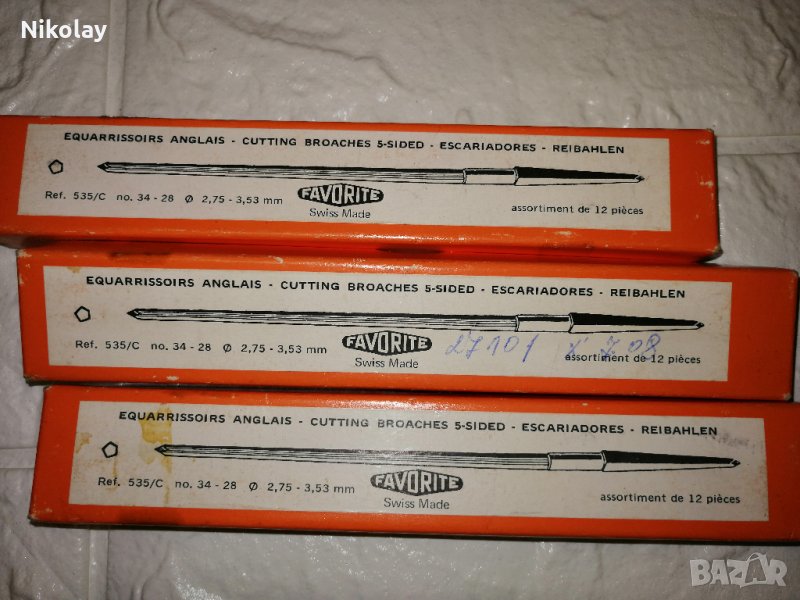 Nikolay
EQUARRISSOIRS ANGLAIS - CUTTING BROACHES 5-SIDED - ESCARIADORES - REIBAHLEN
Ref. 535/C no. 34 - 28 Ø 2,75 - 3,53 mm FAVORITE assortiment de 12 pièces
Swiss Made
EQUARRISSOIRS ANGLAIS - CUTTING BROACHES 5-SIDED - ESCARIADORES - REIBAHLEN
Ref. 535/C no. 34 - 28 Ø 2,75 - 3,53 mm FAVORITE assortiment de 12 pièces
Swiss Made
EQUARRISSOIRS ANGLAIS - CUTTING BROACHES 5-SIDED - ESCARIADORES - REIBAHLEN
Ref. 535/C no. 34 - 28 Ø 2,75 - 3,53 mm FAVORITE assortiment de 12 pièces
Swiss Made
BAZAR